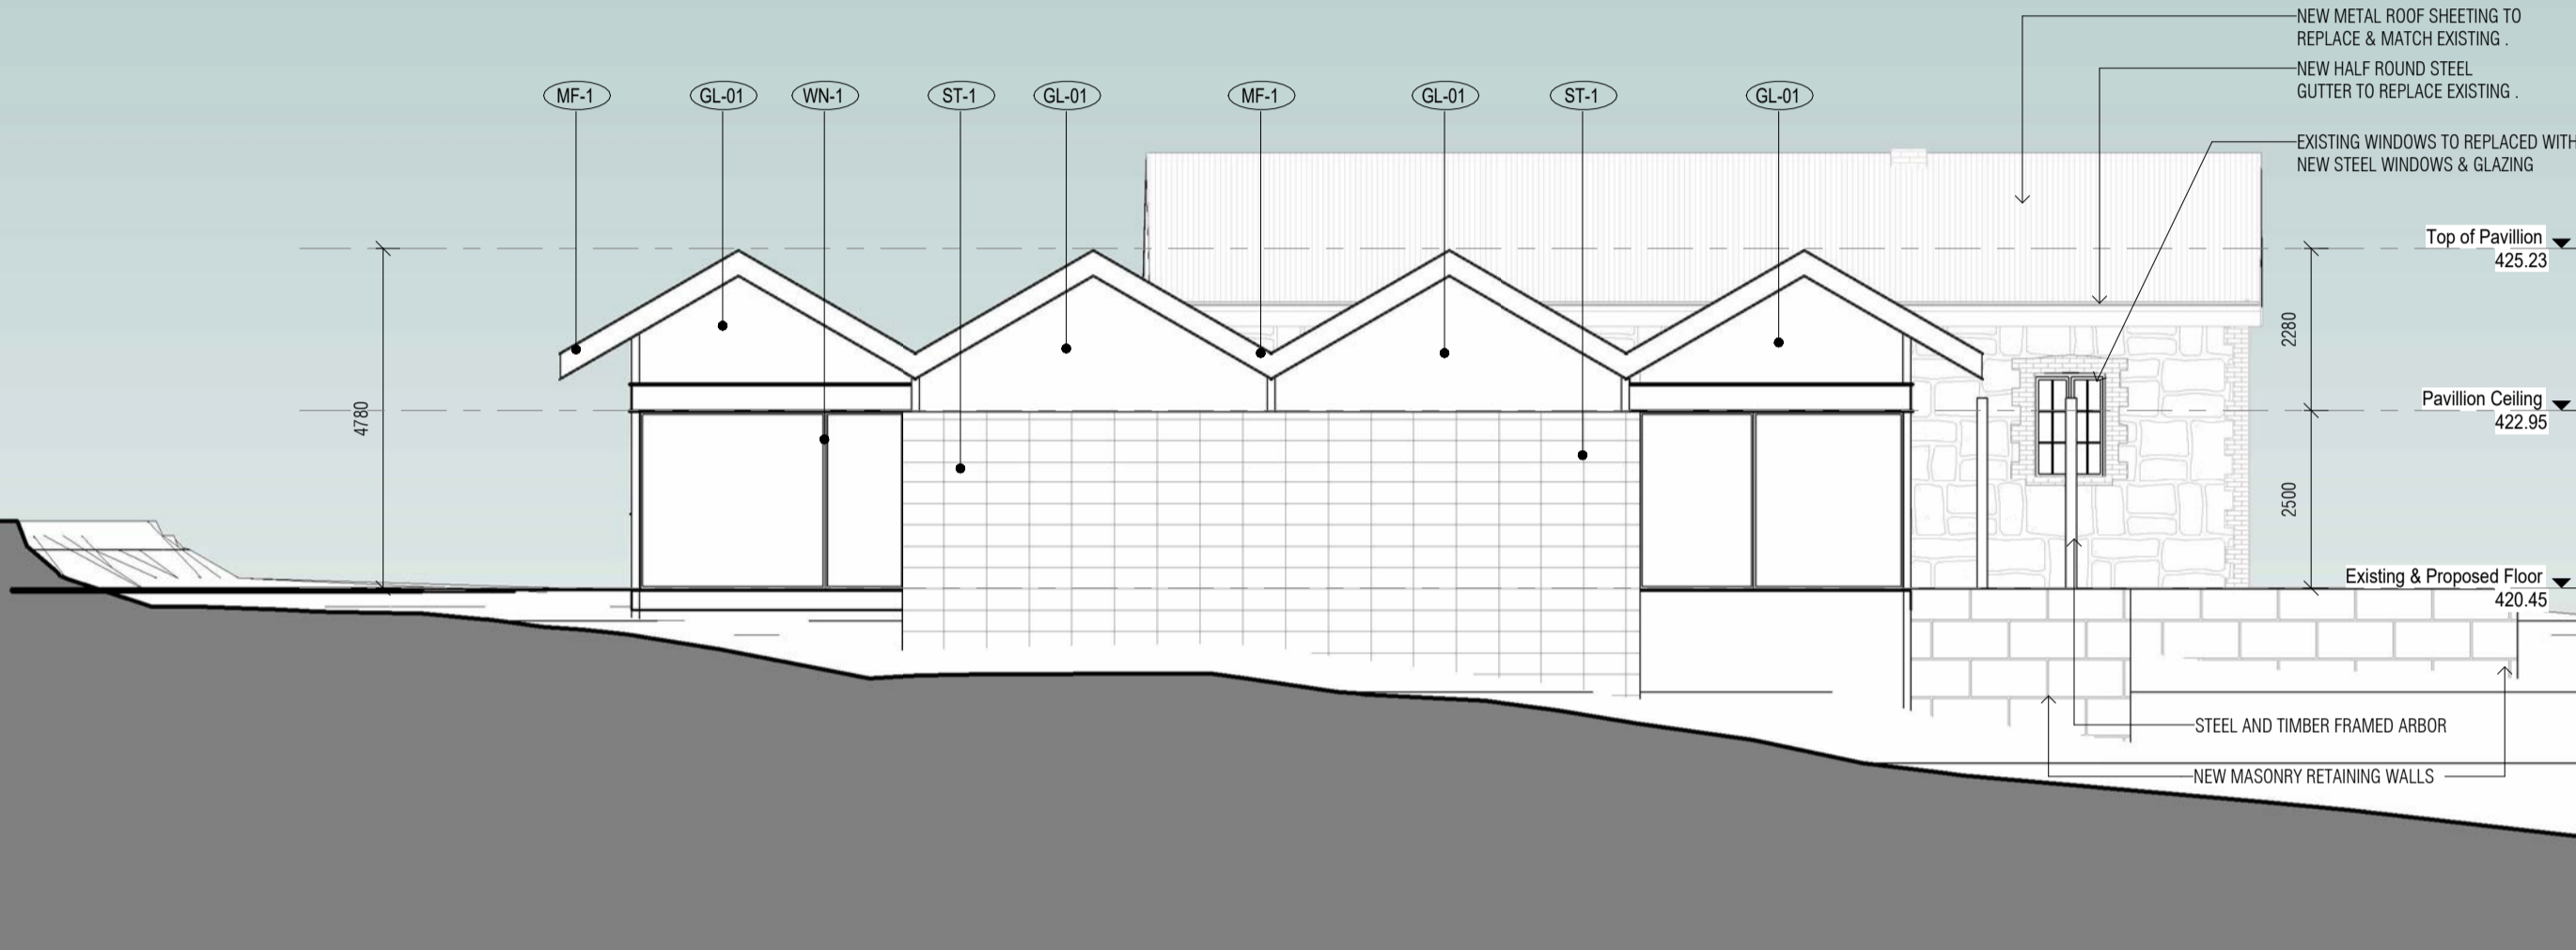 NEW METAL ROOF SHEETING TO
REPLACE & MATCH EXISTING .
NEW HALF ROUND STEEL
GUTTER TO REPLACE EXISTING .
MF-1 GL-01 WN-1 ST-1 GL-01 MF-1 GL-01 ST-1 GL-01
EXISTING WINDOWS TO REPLACED WITH
NEW STEEL WINDOWS & GLAZING
Top of Pavillion
425.23
2280
Pavillion Ceiling
422.95
4780
2500
Existing & Proposed Floor
420.45
STEEL AND TIMBER FRAMED ARBOR
NEW MASONRY RETAINING WALLS